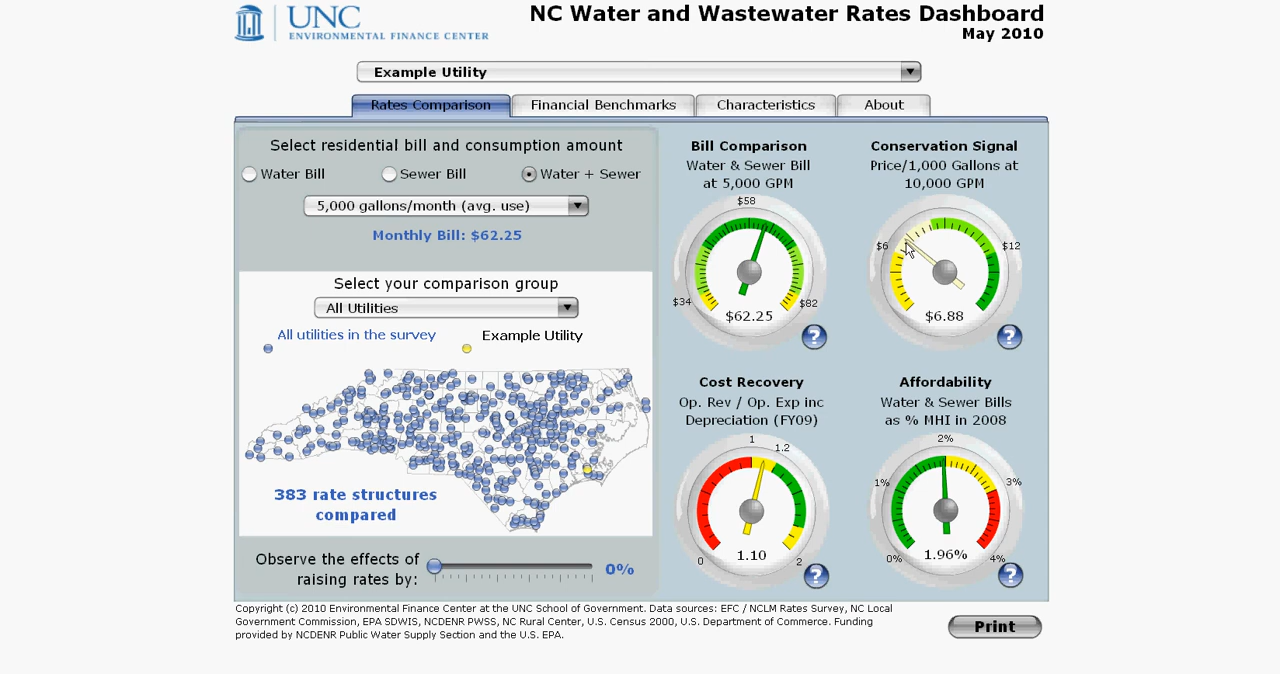 UNC
ENVIRONMENTAL FINANCE CENTER
NC Water and Wastewater Rates Dashboard
May 2010
Example Utility
Rates Comparison
Financial Benchmarks
Characteristics
About
Select residential bill and consumption amount
Water Bill
Sewer Bill
Water + Sewer
5,000 gallons/month (avg. use)
Monthly Bill: $62.25
Select your comparison group
All Utilities
All utilities in the survey
Example Utility
383 rate structures
compared
Observe the effects of
raising rates by:
0%
Bill Comparison
Water & Sewer Bill
at 5,000 GPM
$58
$34
$82
$62.25
?
Conservation Signal
Price/1,000 Gallons at
10,000 GPM
$6
$12
$6.88
?
Cost Recovery
Op. Rev / Op. Exp inc
Depreciation (FY09)
1
1.2
0
2
1.10
?
Affordability
Water & Sewer Bills
as % MHI in 2008
2%
1%
3%
0%
4%
1.96%
?
Copyright (c) 2010 Environmental Finance Center at the UNC School of Government. Data sources: EFC / NCLM Rates Survey, NC Local
Government Commission, EPA SDWIS, NCDENR PWSS, NC Rural Center, U.S. Census 2000, U.S. Department of Commerce. Funding
provided by NCDENR Public Water Supply Section and the U.S. EPA.
Print